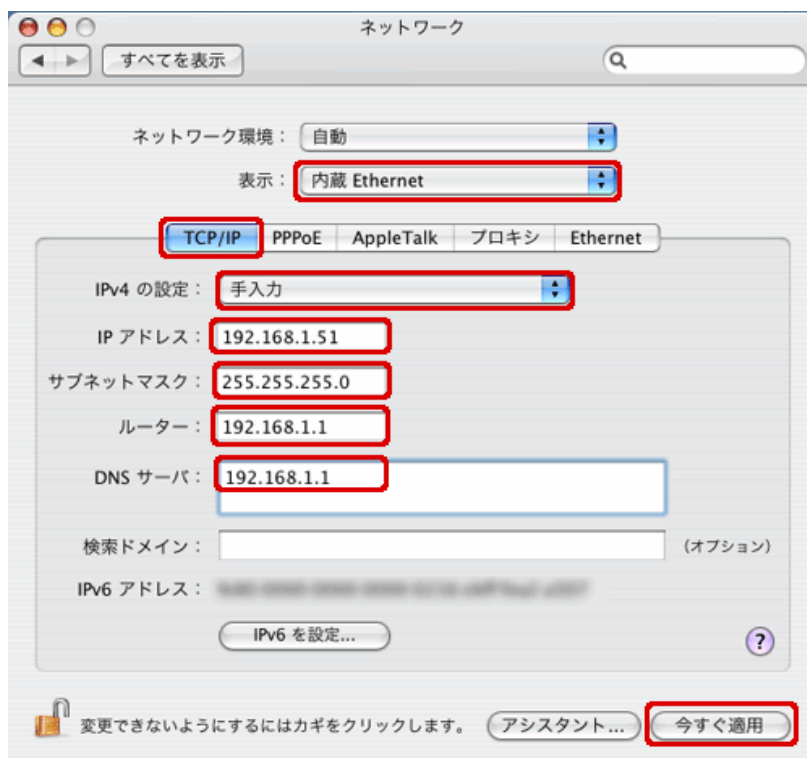 ネットワーク
すべてを表示
ネットワーク環境： 自動
表示： 内蔵 Ethernet
TCP/IP PPPoE AppleTalk プロキシ Ethernet
IPv4 の設定： 手入力
IP アドレス： 192.168.1.51
サブネットマスク： 255.255.255.0
ルーター： 192.168.1.1
DNS サーバ： 192.168.1.1
検索ドメイン： (オプション)
IPv6 アドレス：
IPv6 を設定...
?
変更できないようにするにはカギをクリックします。 アシスタント... 今すぐ適用